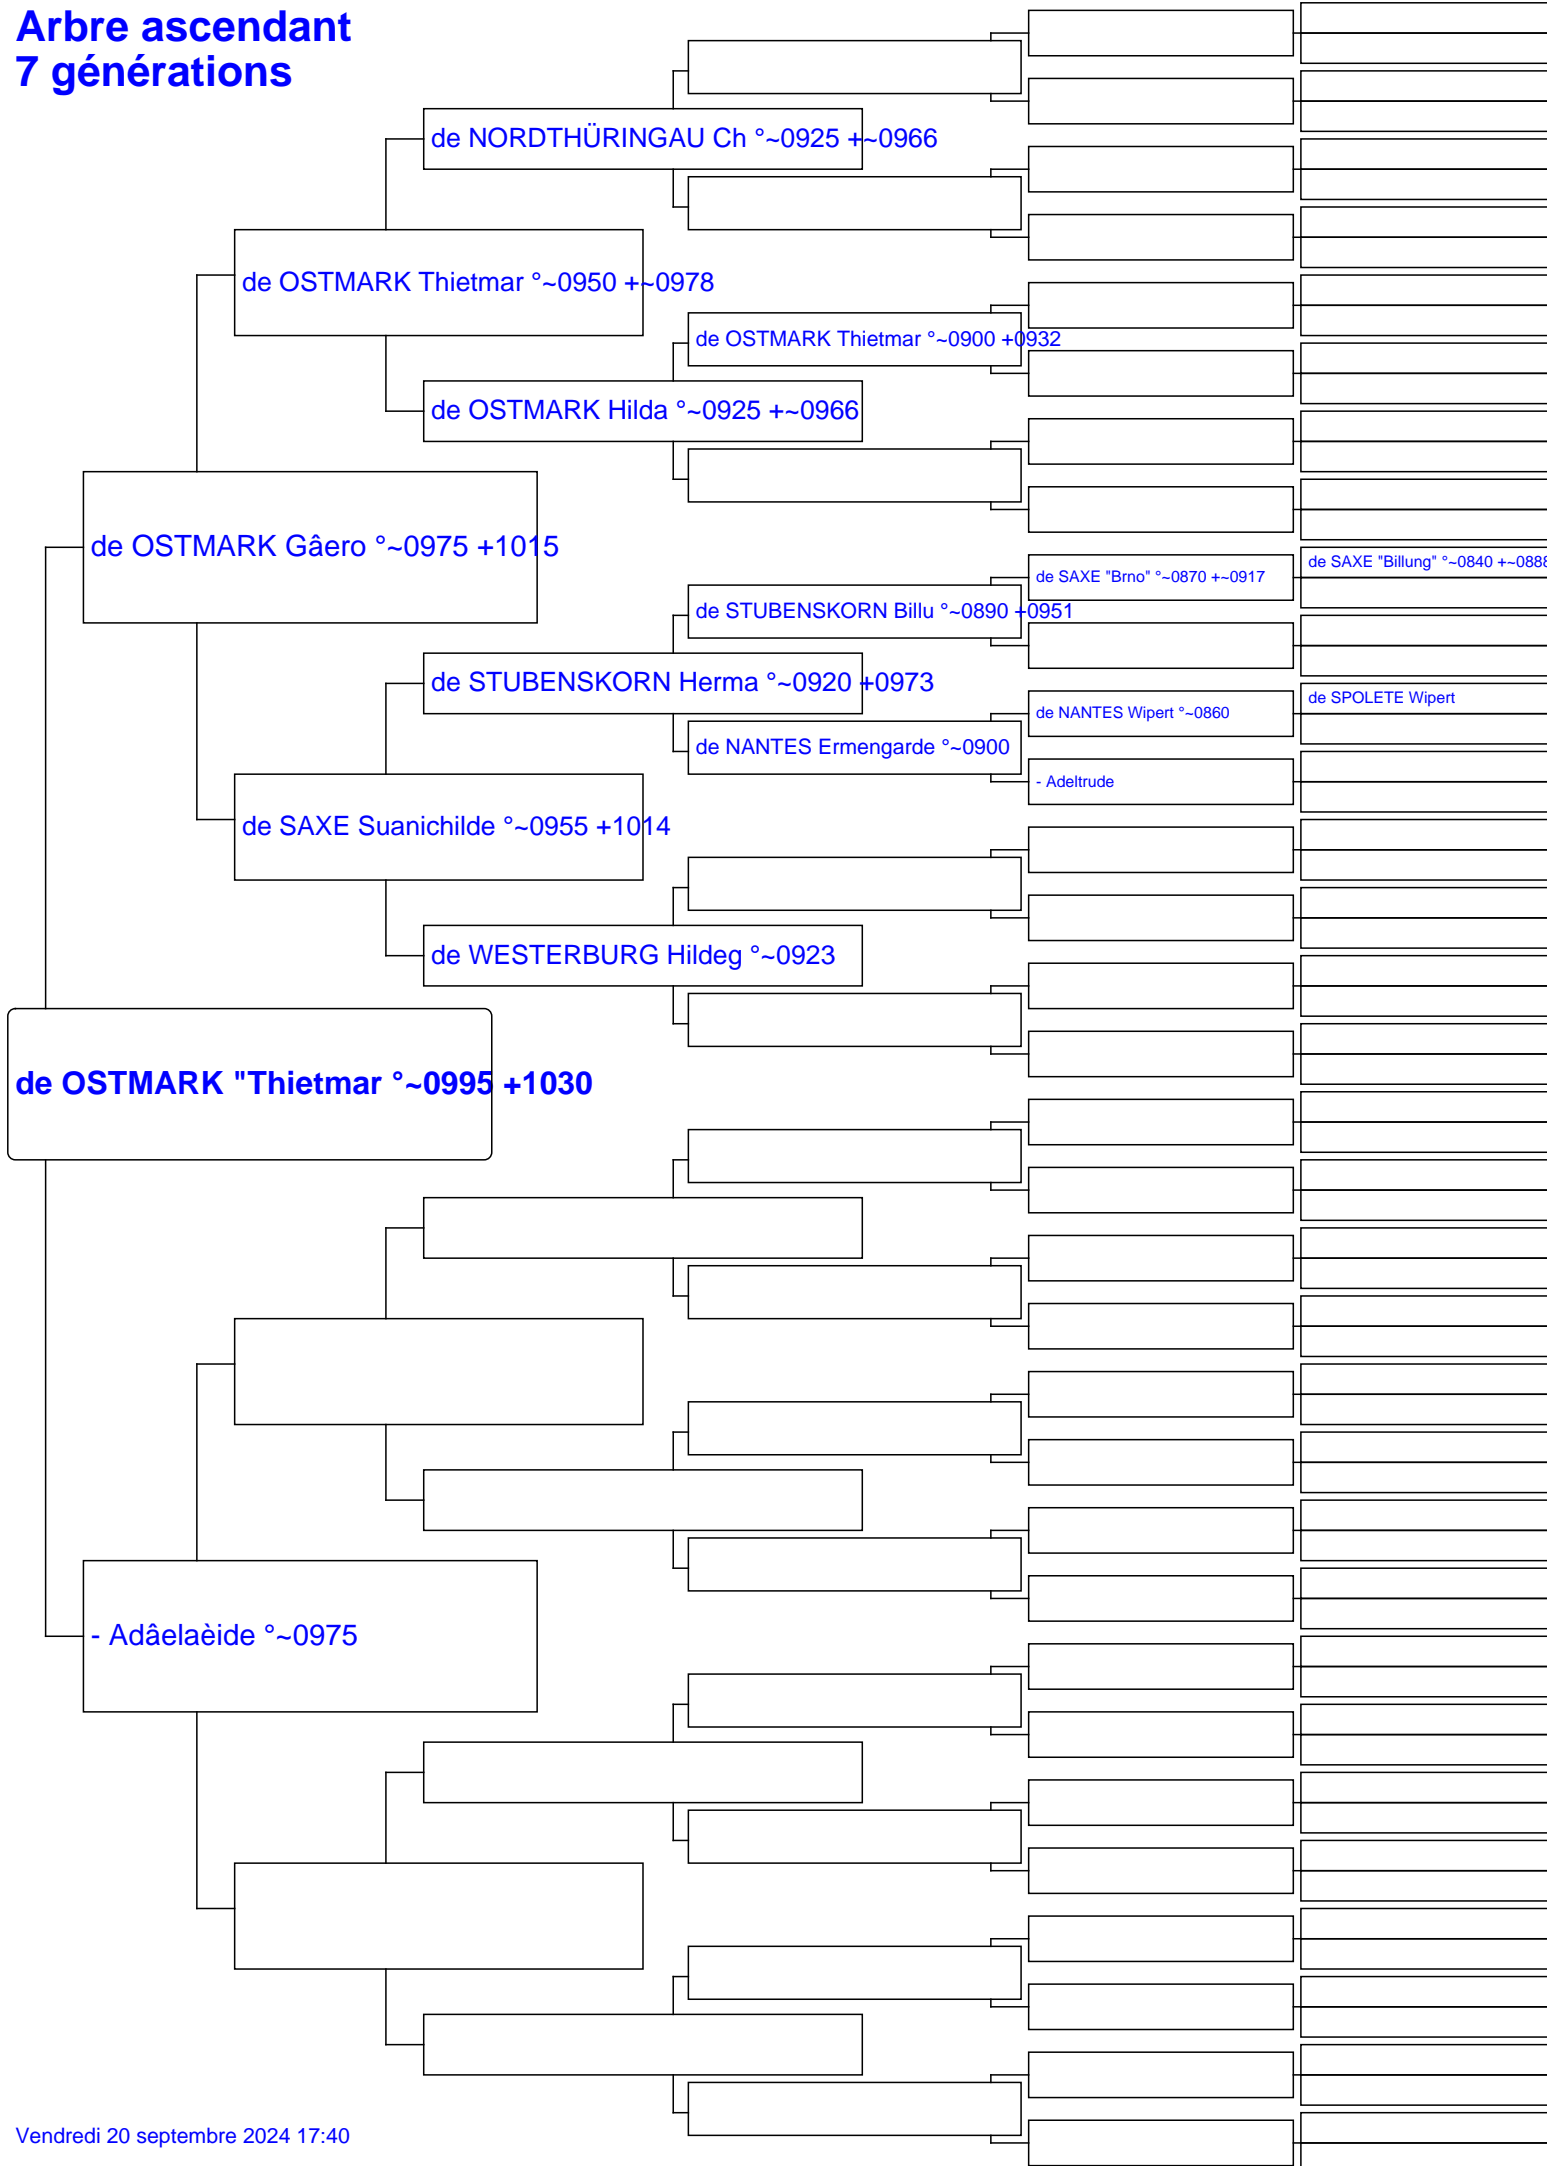 Arbre ascendant
7 générations
de NORDTHÜRINGAU Ch °~0925 +~0966
de OSTMARK Thietmar °~0950 +~0978
de OSTMARK Thietmar °~0900 +0932
de OSTMARK Hilda °~0925 +~0966
de OSTMARK Gâero °~0975 +1015
de SAXE "Billung" °~0840 +~0888
de SAXE "Brno" °~0870 +~0917
de STUBENSKORN Billu °~0890 +0951
de STUBENSKORN Herma °~0920 +0973
de SPOLETE Wipert
de NANTES Wipert °~0860
de NANTES Ermengarde °~0900
- Adeltrude
de SAXE Suanichilde °~0955 +1014
de WESTERBURG Hildeg °~0923
de OSTMARK "Thietmar °~0995 +1030
- Adâelaèide °~0975
Vendredi 20 septembre 2024 17:40